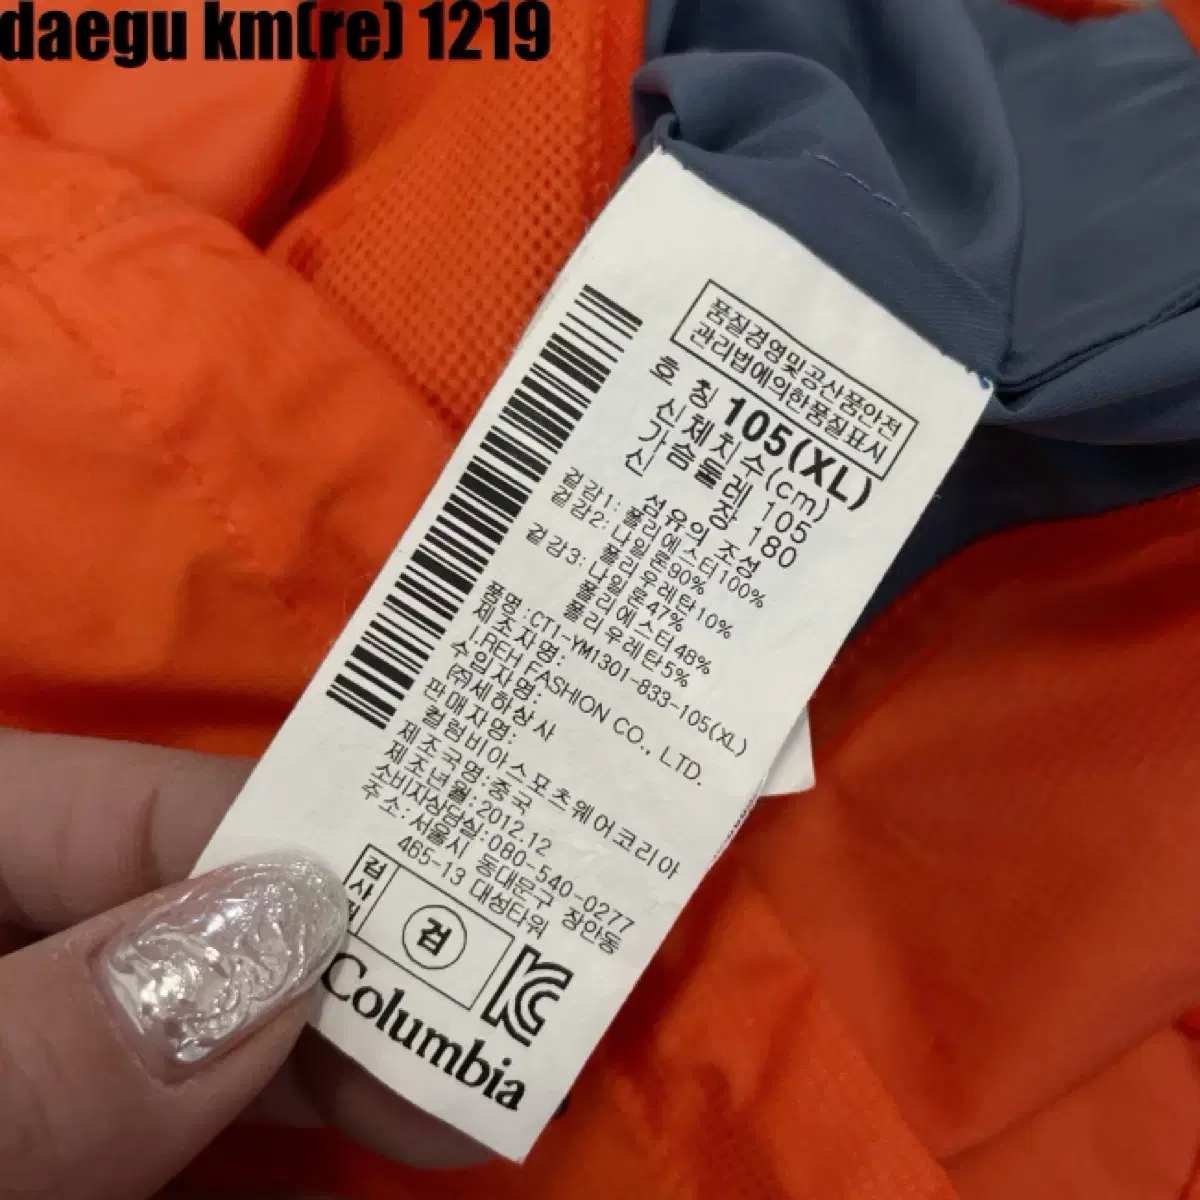 daegu km(re) 1219
품질경영및공산품안전
관리법에의한품질표시
호 칭 105(XL)
신체치수(cm)
가슴둘레 105
신 장 180
섬유의 조성
겉감1: 폴리에스터100%
겉감2: 나일론90%
폴리우레탄10%
겉감3: 나일론47%
폴리에스터48%
폴리우레탄5%
품명:CT1-YM1301-833-105(XL)
제조자명:
I.REH FASHION CO., LTD.
수입자명:
㈜세하상사
판매자명:
컬럼비아스포츠웨어코리아
제조국명:중국
제조년월:2012.12
소비자상담실:080-540-0277
주소:서울시 동대문구 장안동
465-13 대성타워
검사
검
KC
Columbia